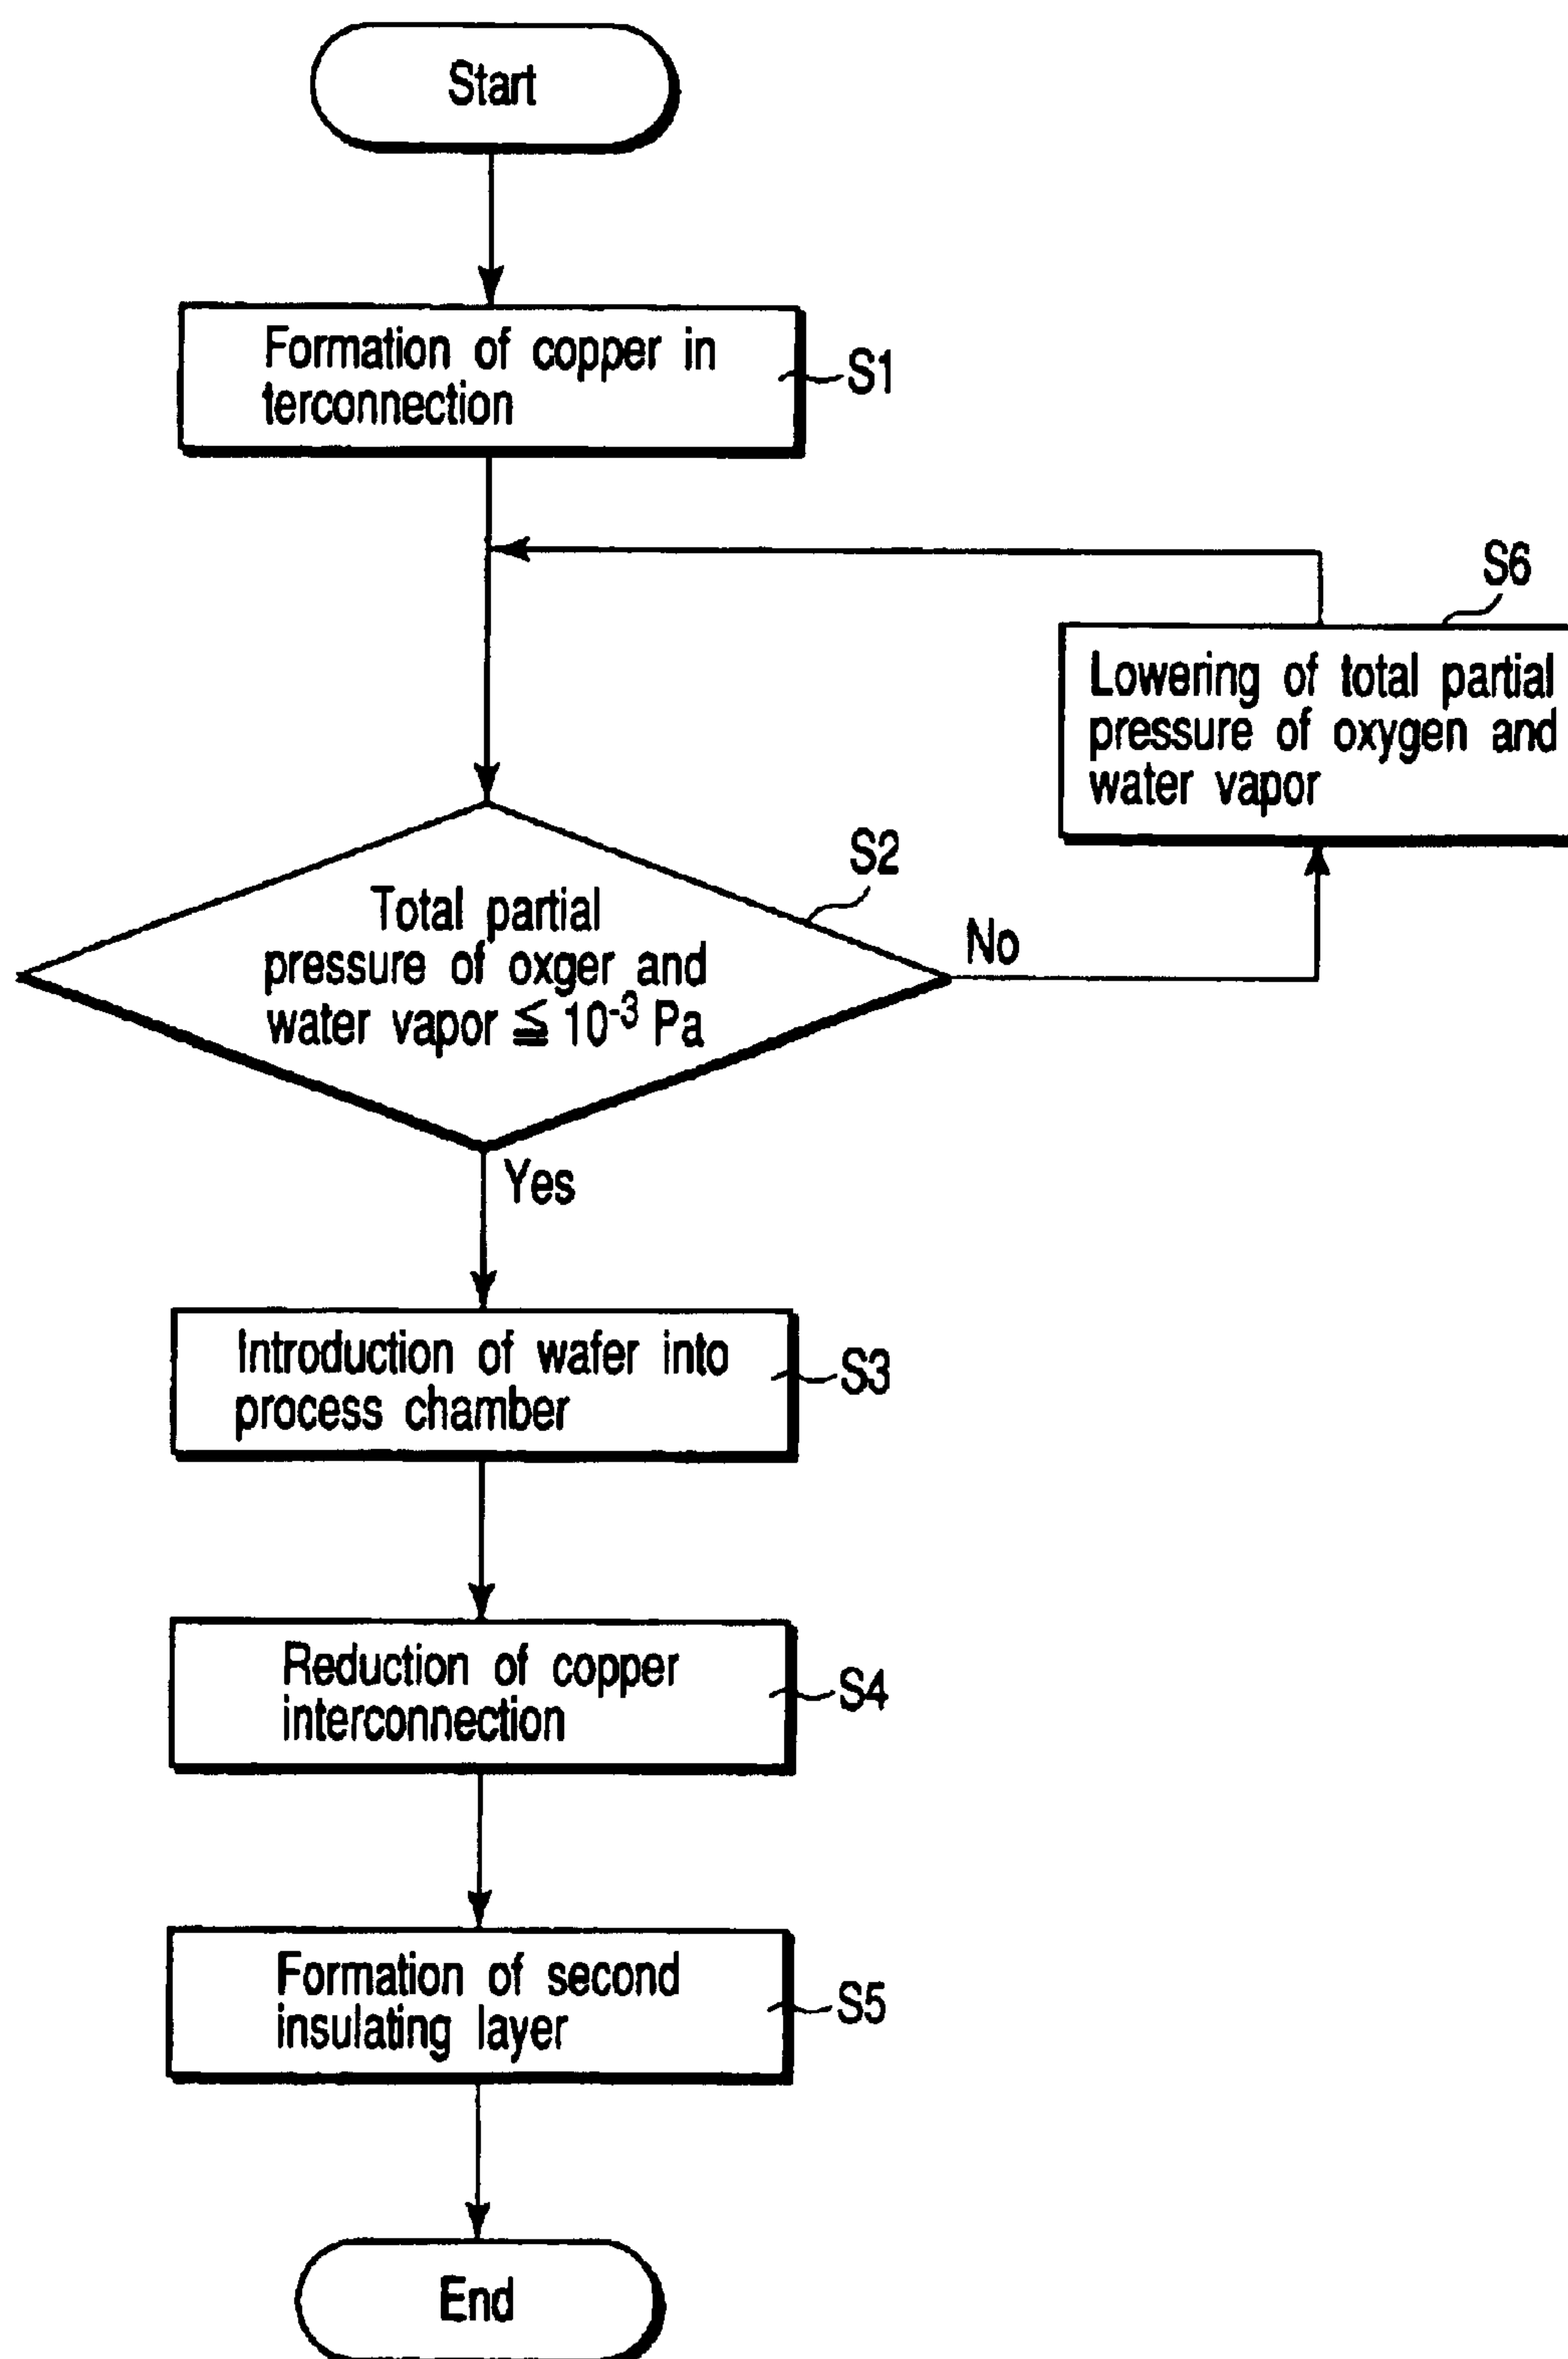 Start
Formation of copper in
terconnection
S1
S6
Lowering of total partial
pressure of oxygen and
water vapor
S2
Total partial
pressure of oxger and
water vapor ≦ 10⁻³ Pa
No
Yes
Introduction of wafer into
process chamber
S3
Reduction of copper
interconnection
S4
Formation of second
insulating layer
S5
End